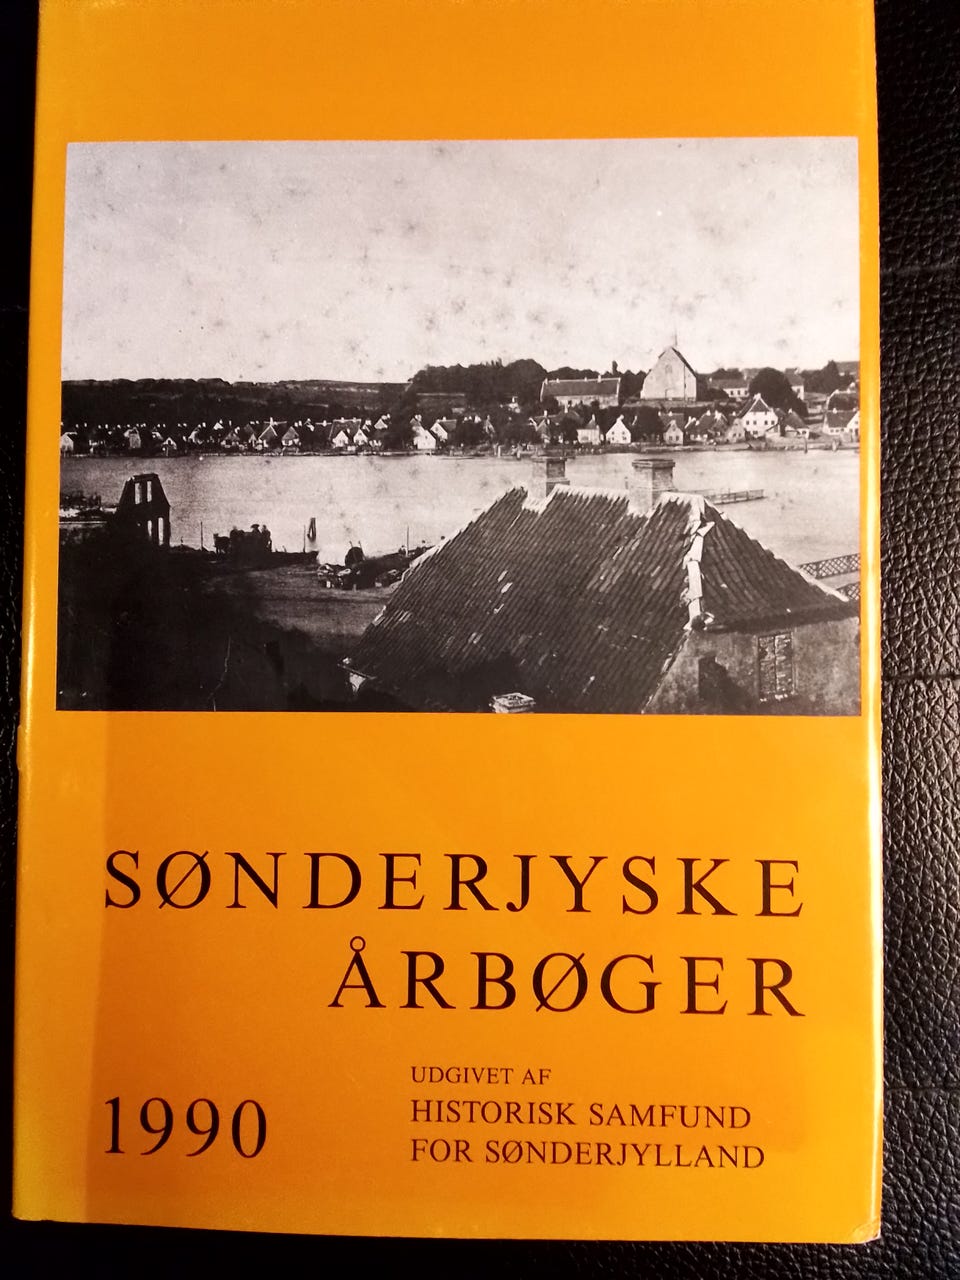 SØNDERJYSKE
ÅRBØGER
1990
UDGIVET AF
HISTORISK SAMFUND
FOR SØNDERJYLLAND